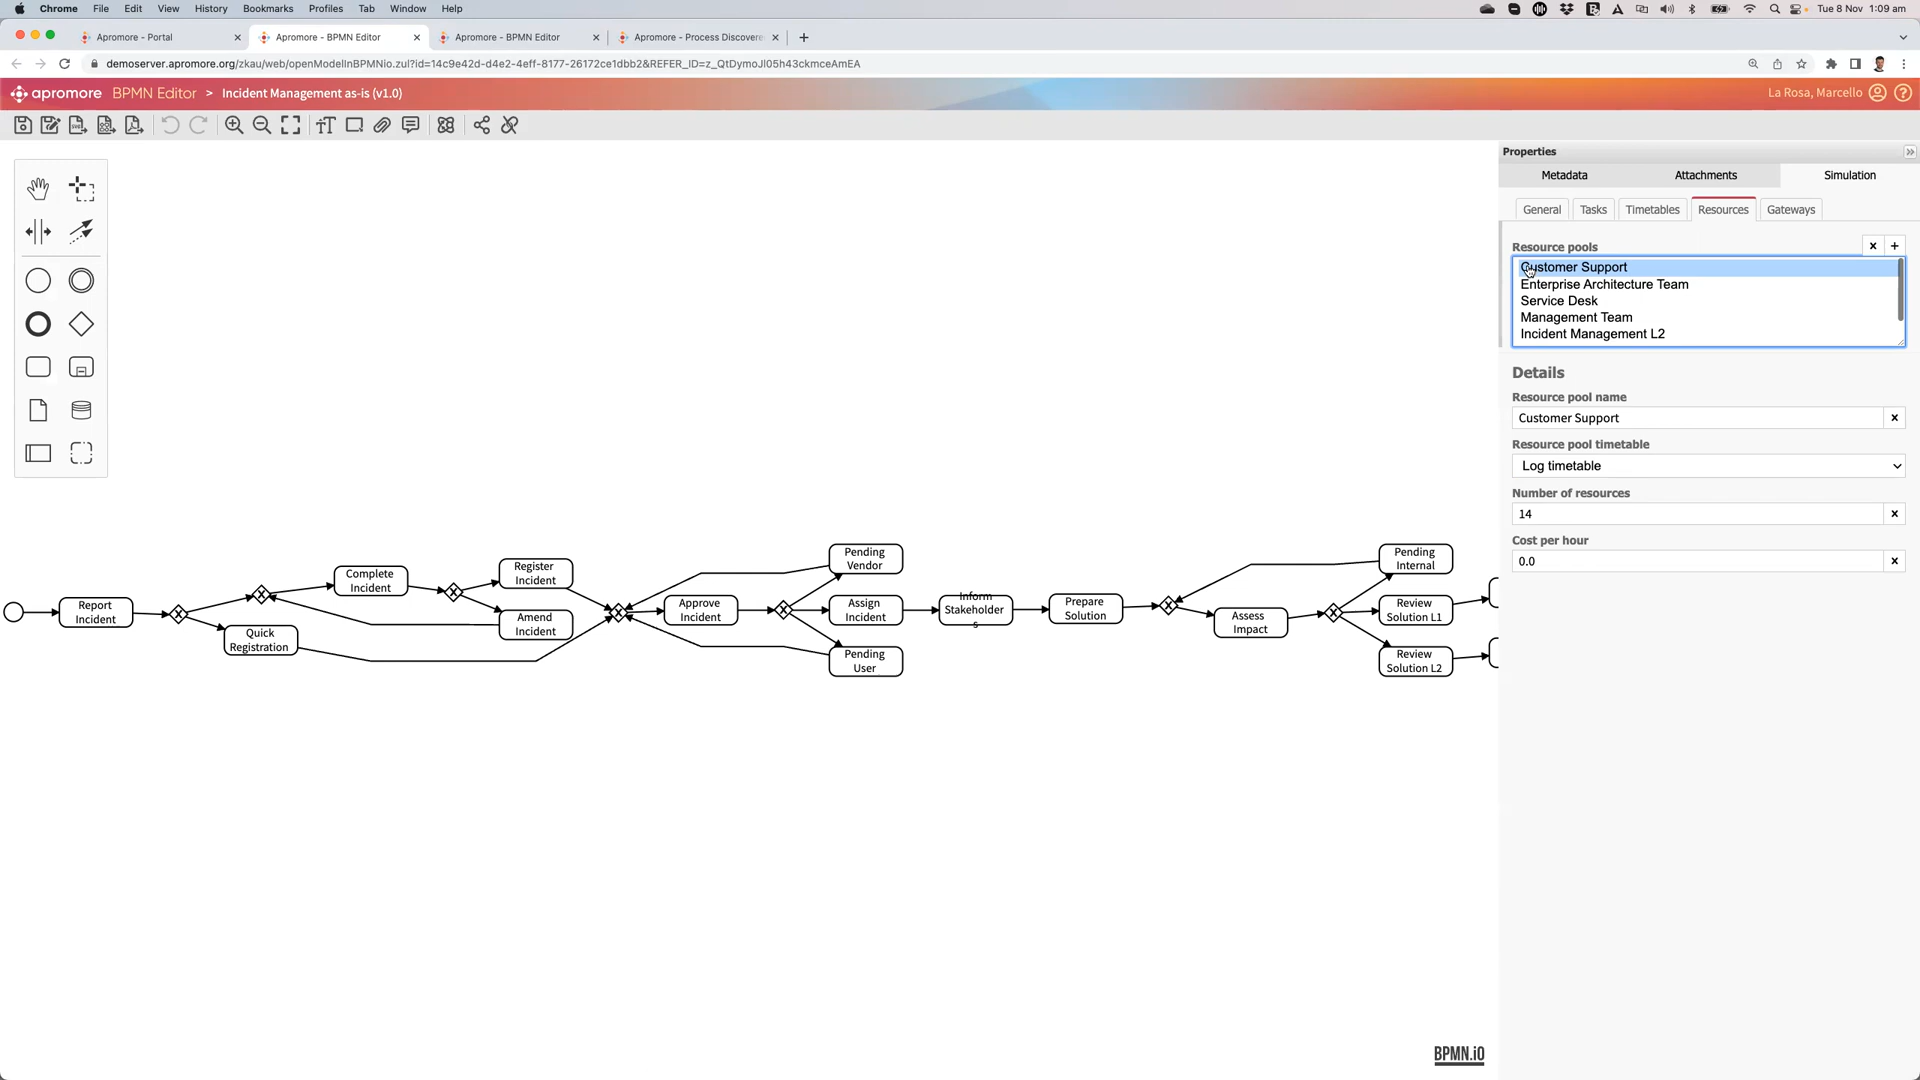 Chrome File Edit View History Bookmarks Profiles Tab Window Help Tue 8 Nov 1:09 am
Apromore - Portal
Apromore - BPMN Editor
Apromore - BPMN Editor
Apromore - Process Discovere
demoserver.apromore.org/zkau/web/openModelInBPMNio.zul?id=14c9e42d-d4e2-4eff-8177-26172ce1dbb2&REFER_ID=z_QtDymoJl05h43ckmceAmEA
apromore BPMN Editor > Incident Management as-is (v1.0) La Rosa, Marcello
Properties
Metadata Attachments Simulation
General Tasks Timetables Resources Gateways
Resource pools
Customer Support
Enterprise Architecture Team
Service Desk
Management Team
Incident Management L2
Details
Resource pool name
Customer Support
Resource pool timetable
Log timetable
Number of resources
14
Cost per hour
0.0
Report
Incident
Quick
Registration
Complete
Incident
Register
Incident
Amend
Incident
Approve
Incident
Pending
Vendor
Assign
Incident
Pending
User
Inform
Stakeholder
s
Prepare
Solution
Assess
Impact
Pending
Internal
Review
Solution L1
Review
Solution L2
BPMN.iO